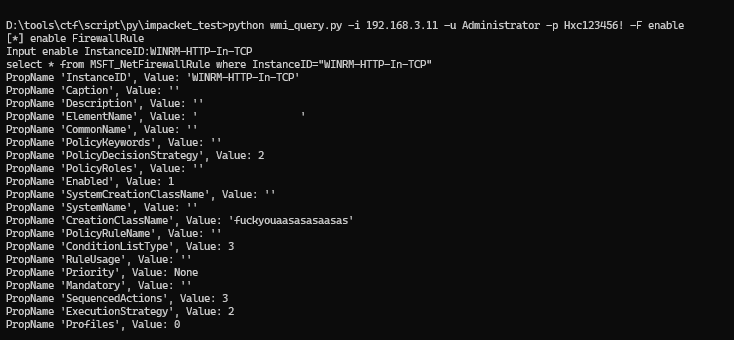 D:\tools\ctf\script\py\impacket_test>python wmi_query.py -i 192.168.3.11 -u Administrator -p Hxc123456! -F enable
[*] enable FirewallRule
Input enable InstanceID:WINRM-HTTP-In-TCP
select * from MSFT_NetFirewallRule where InstanceID="WINRM-HTTP-In-TCP"
PropName 'InstanceID', Value: 'WINRM-HTTP-In-TCP'
PropName 'Caption', Value: ''
PropName 'Description', Value: ''
PropName 'ElementName', Value: '                '
PropName 'CommonName', Value: ''
PropName 'PolicyKeywords', Value: ''
PropName 'PolicyDecisionStrategy', Value: 2
PropName 'PolicyRoles', Value: ''
PropName 'Enabled', Value: 1
PropName 'SystemCreationClassName', Value: ''
PropName 'SystemName', Value: ''
PropName 'CreationClassName', Value: 'fuckyouaasasasaasas'
PropName 'PolicyRuleName', Value: ''
PropName 'ConditionListType', Value: 3
PropName 'RuleUsage', Value: ''
PropName 'Priority', Value: None
PropName 'Mandatory', Value: ''
PropName 'SequencedActions', Value: 3
PropName 'ExecutionStrategy', Value: 2
PropName 'Profiles', Value: 0